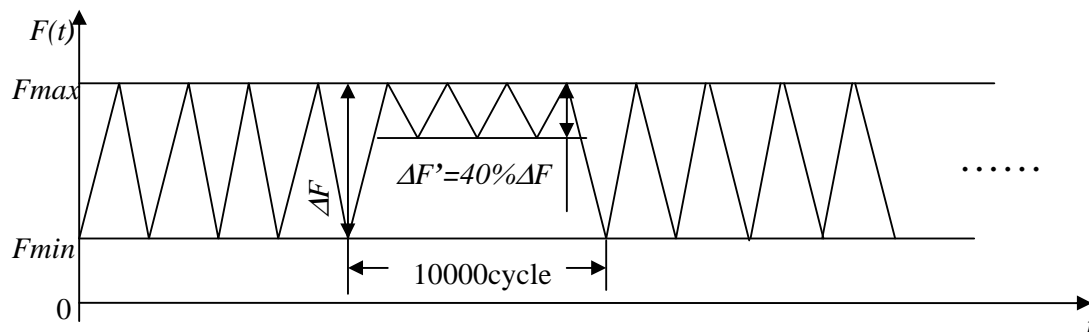 F(t)
Fmax
ΔF
ΔF'=40%ΔF
……
Fmin
10000cycle
0